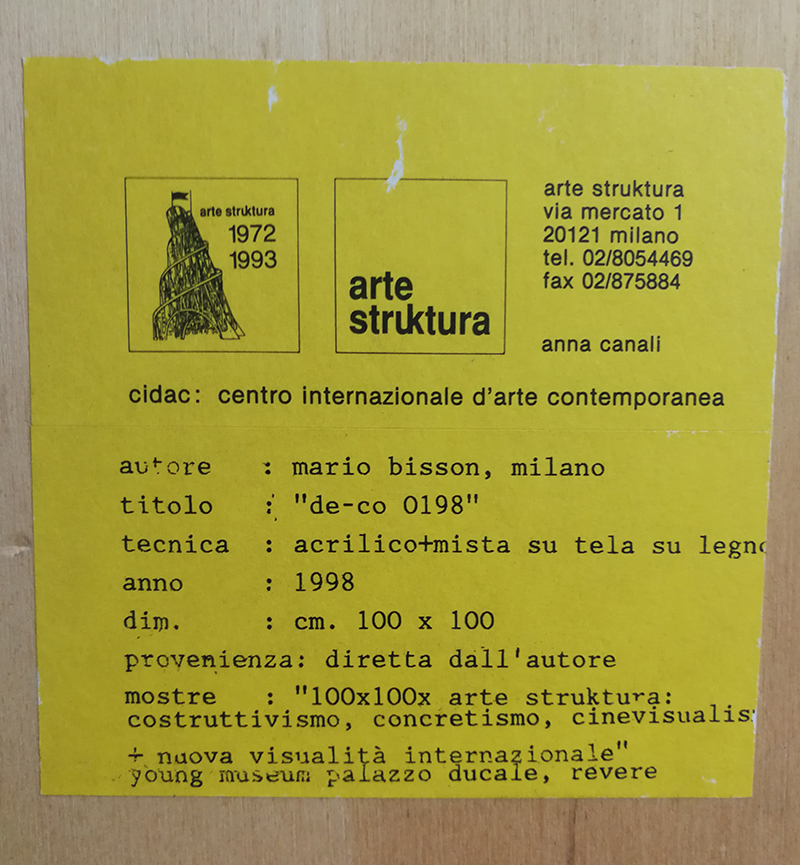 arte struktura
1972
1993
arte
struktura
arte struktura
via mercato 1
20121 milano
tel. 02/8054469
fax 02/875884
anna canali
cidac: centro internazionale d'arte contemporanea
autore : mario bisson, milano
titolo : "de-co 0198"
tecnica : acrilico+mista su tela su legno
anno : 1998
dim. : cm. 100 x 100
provenienza: diretta dall'autore
mostre : "100x100x arte struktura:
costruttivismo, concretismo, cinevisualis
+ nuova visualità internazionale"
young museum palazzo ducale, revere